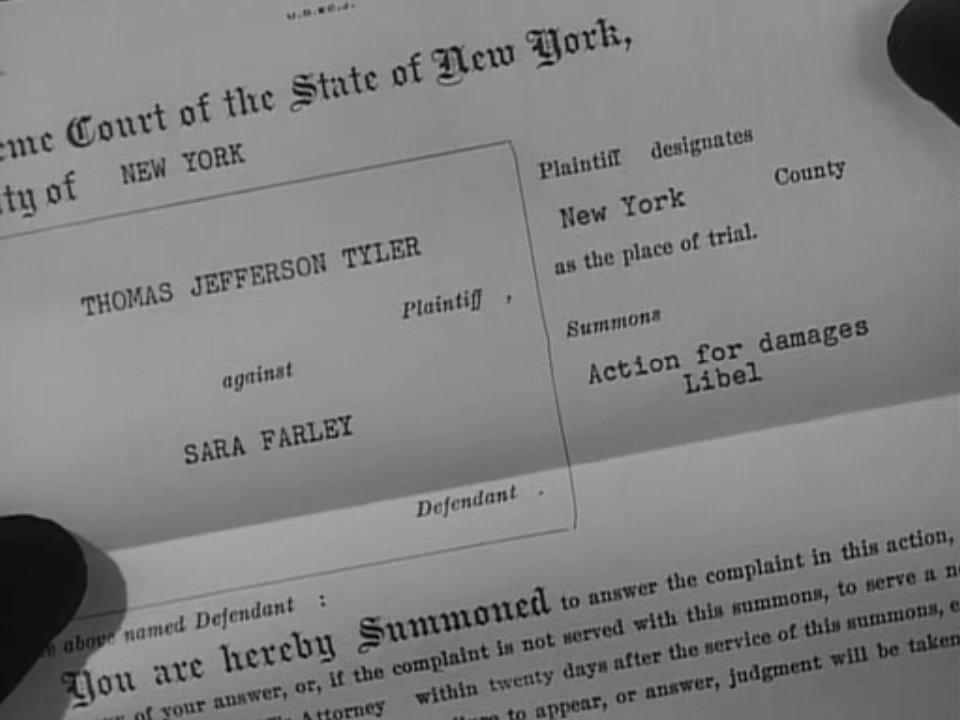 Court of the State of New York,
of NEW YORK
THOMAS JEFFERSON TYLER
Plaintiff ,
against
SARA FARLEY
Defendant .
Plaintiff designates
New York County
as the place of trial.
Summons
Action for damages
Libel
above named Defendant :
You are hereby Summoned to answer the complaint in this action,
of your answer, or, if the complaint is not served with this summons, to serve a
Attorney within twenty days after the service of this summons,
to appear, or answer, judgment will be taken